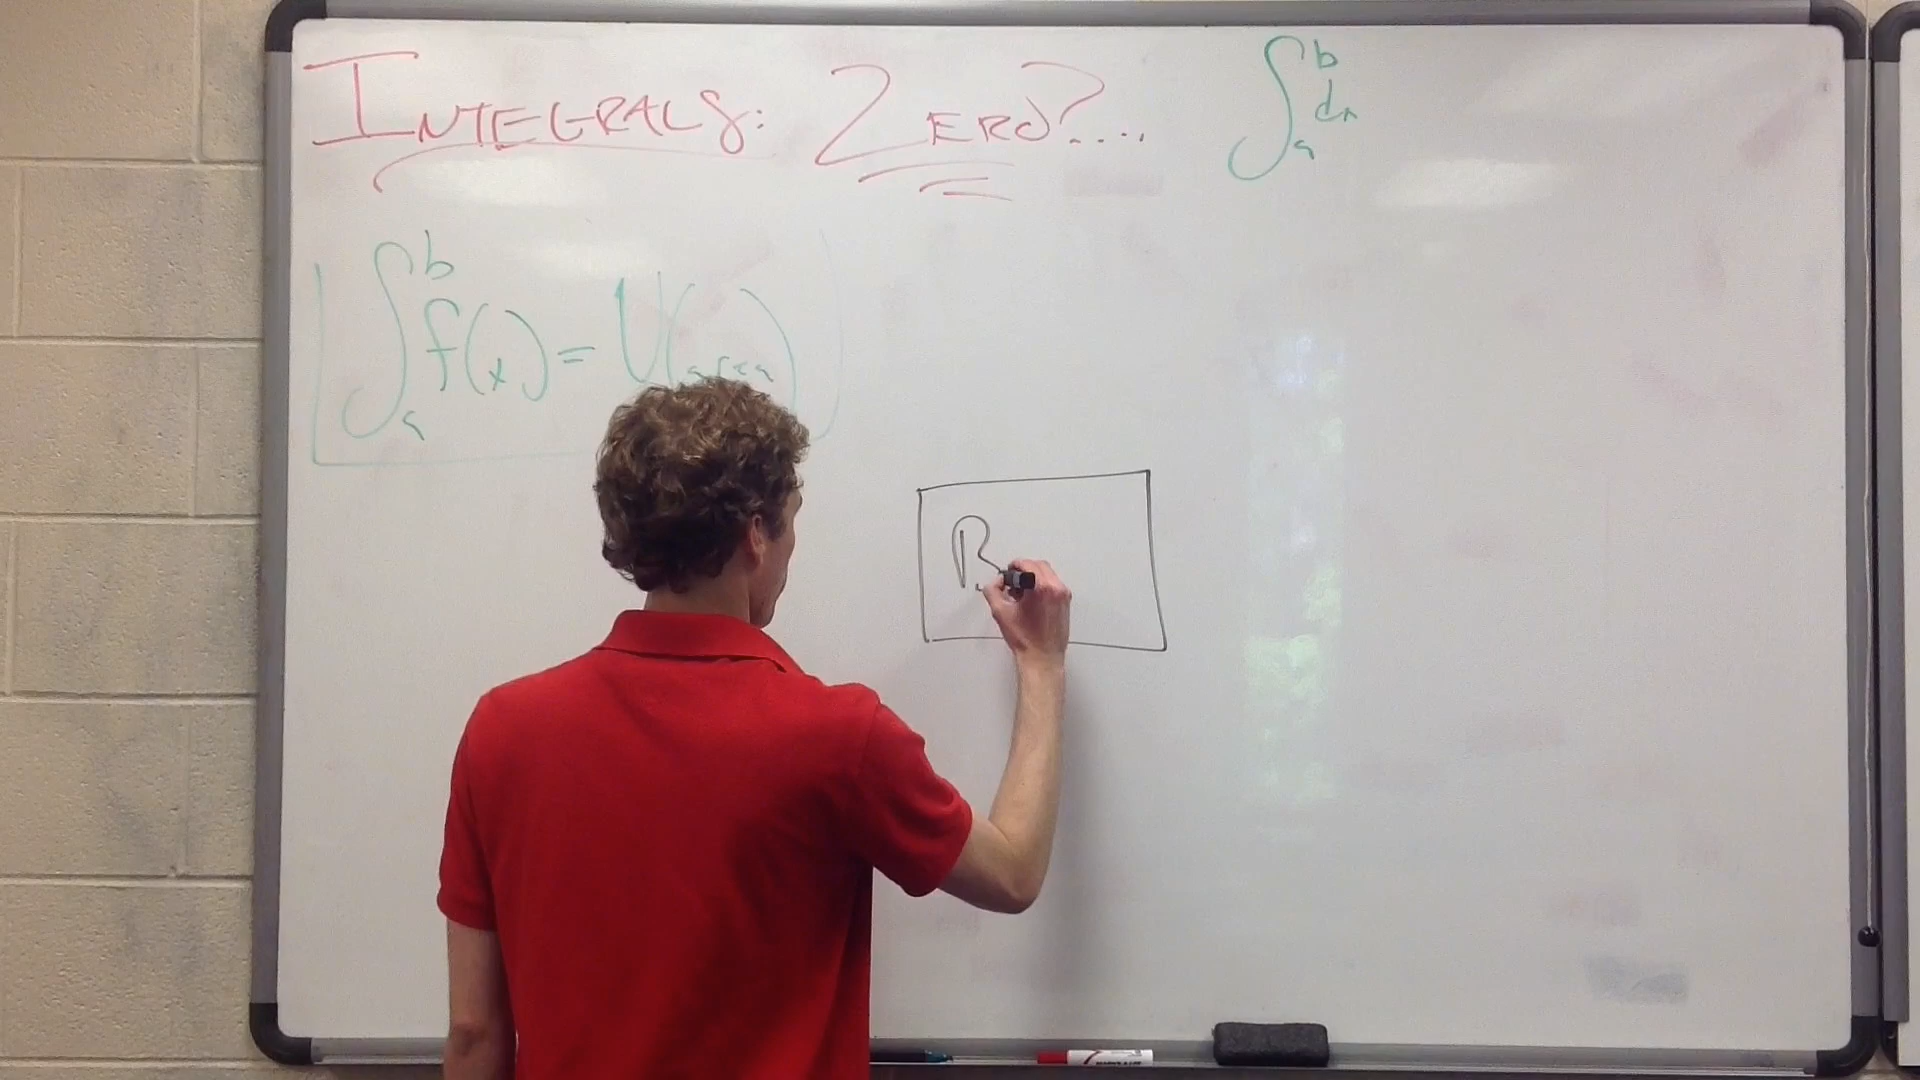 INTEGRALS: ZERO?....
∫ₐᵇ dx
∫ₐᵇ f(x) = U(area)
R